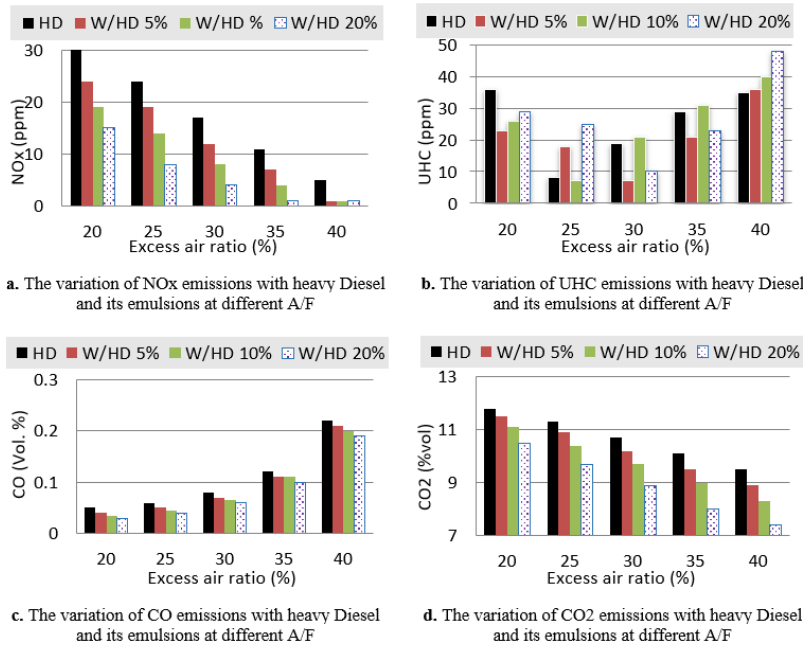 HD W/HD 5% W/HD % W/HD 20%
NOx (ppm)
30
20
10
0
20 25 30 35 40
Excess air ratio (%)
a. The variation of NOx emissions with heavy Diesel
and its emulsions at different A/F
HD W/HD 5% W/HD 10% W/HD 20%
UHC (ppm)
50
40
30
20
10
0
20 25 30 35 40
Excess air ratio (%)
b. The variation of UHC emissions with heavy Diesel
and its emulsions at different A/F
HD W/HD 5% W/HD 10% W/HD 20%
CO (Vol. %)
0.3
0.2
0.1
0
20 25 30 35 40
Excess air ratio (%)
c. The variation of CO emissions with heavy Diesel
and its emulsions at different A/F
HD W/HD 5% W/HD 10% W/HD 20%
CO2 (%vol)
13
11
9
7
20 25 30 35 40
Excess air ratio (%)
d. The variation of CO2 emissions with heavy Diesel
and its emulsions at different A/F